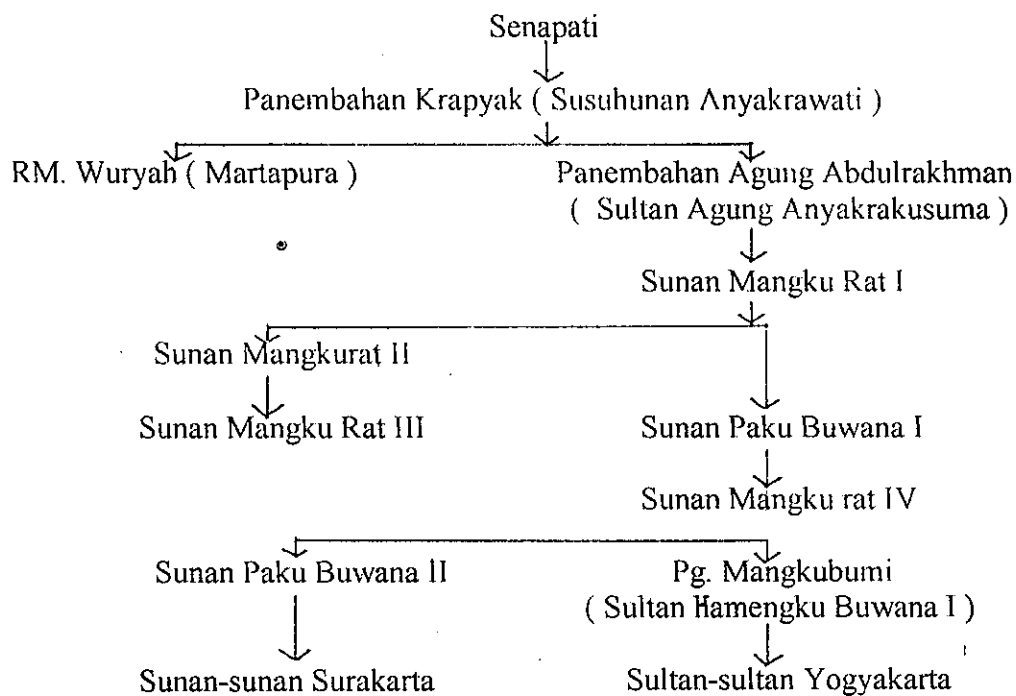 Senapati
Panembahan Krapyak ( Susuhunan Anyakrawati )
RM. Wuryah ( Martapura )
Panembahan Agung Abdulrakhman
( Sultan Agung Anyakrakusuma )
Sunan Mangku Rat I
Sunan Mangkurat II
Sunan Mangku Rat III
Sunan Paku Buwana I
Sunan Mangku rat IV
Sunan Paku Buwana II
Pg. Mangkubumi
( Sultan Hamengku Buwana I )
Sunan-sunan Surakarta
Sultan-sultan Yogyakarta